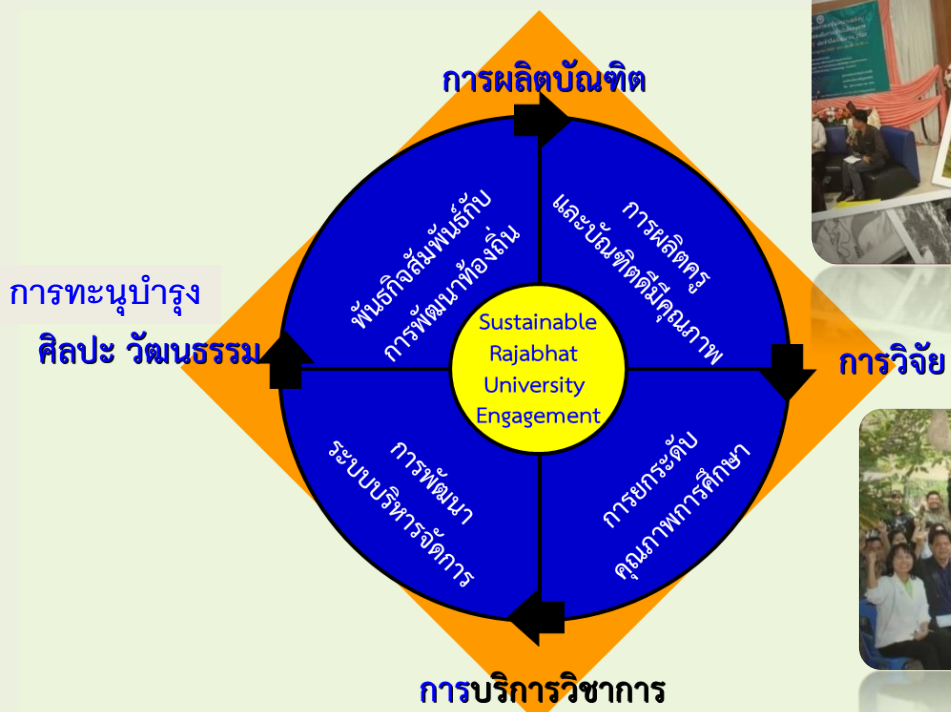 การผลิตบัณฑิต
พันธกิจสัมพันธ์กับ
การพัฒนาท้องถิ่น
การผลิตครู
และบัณฑิตมีคุณภาพ
การทะนุบำรุง
ศิลปะ วัฒนธรรม
Sustainable
Rajabhat
University
Engagement
การวิจัย
การพัฒนา
ระบบบริหารจัดการ
การยกระดับ
คุณภาพการศึกษา
การบริการวิชาการ